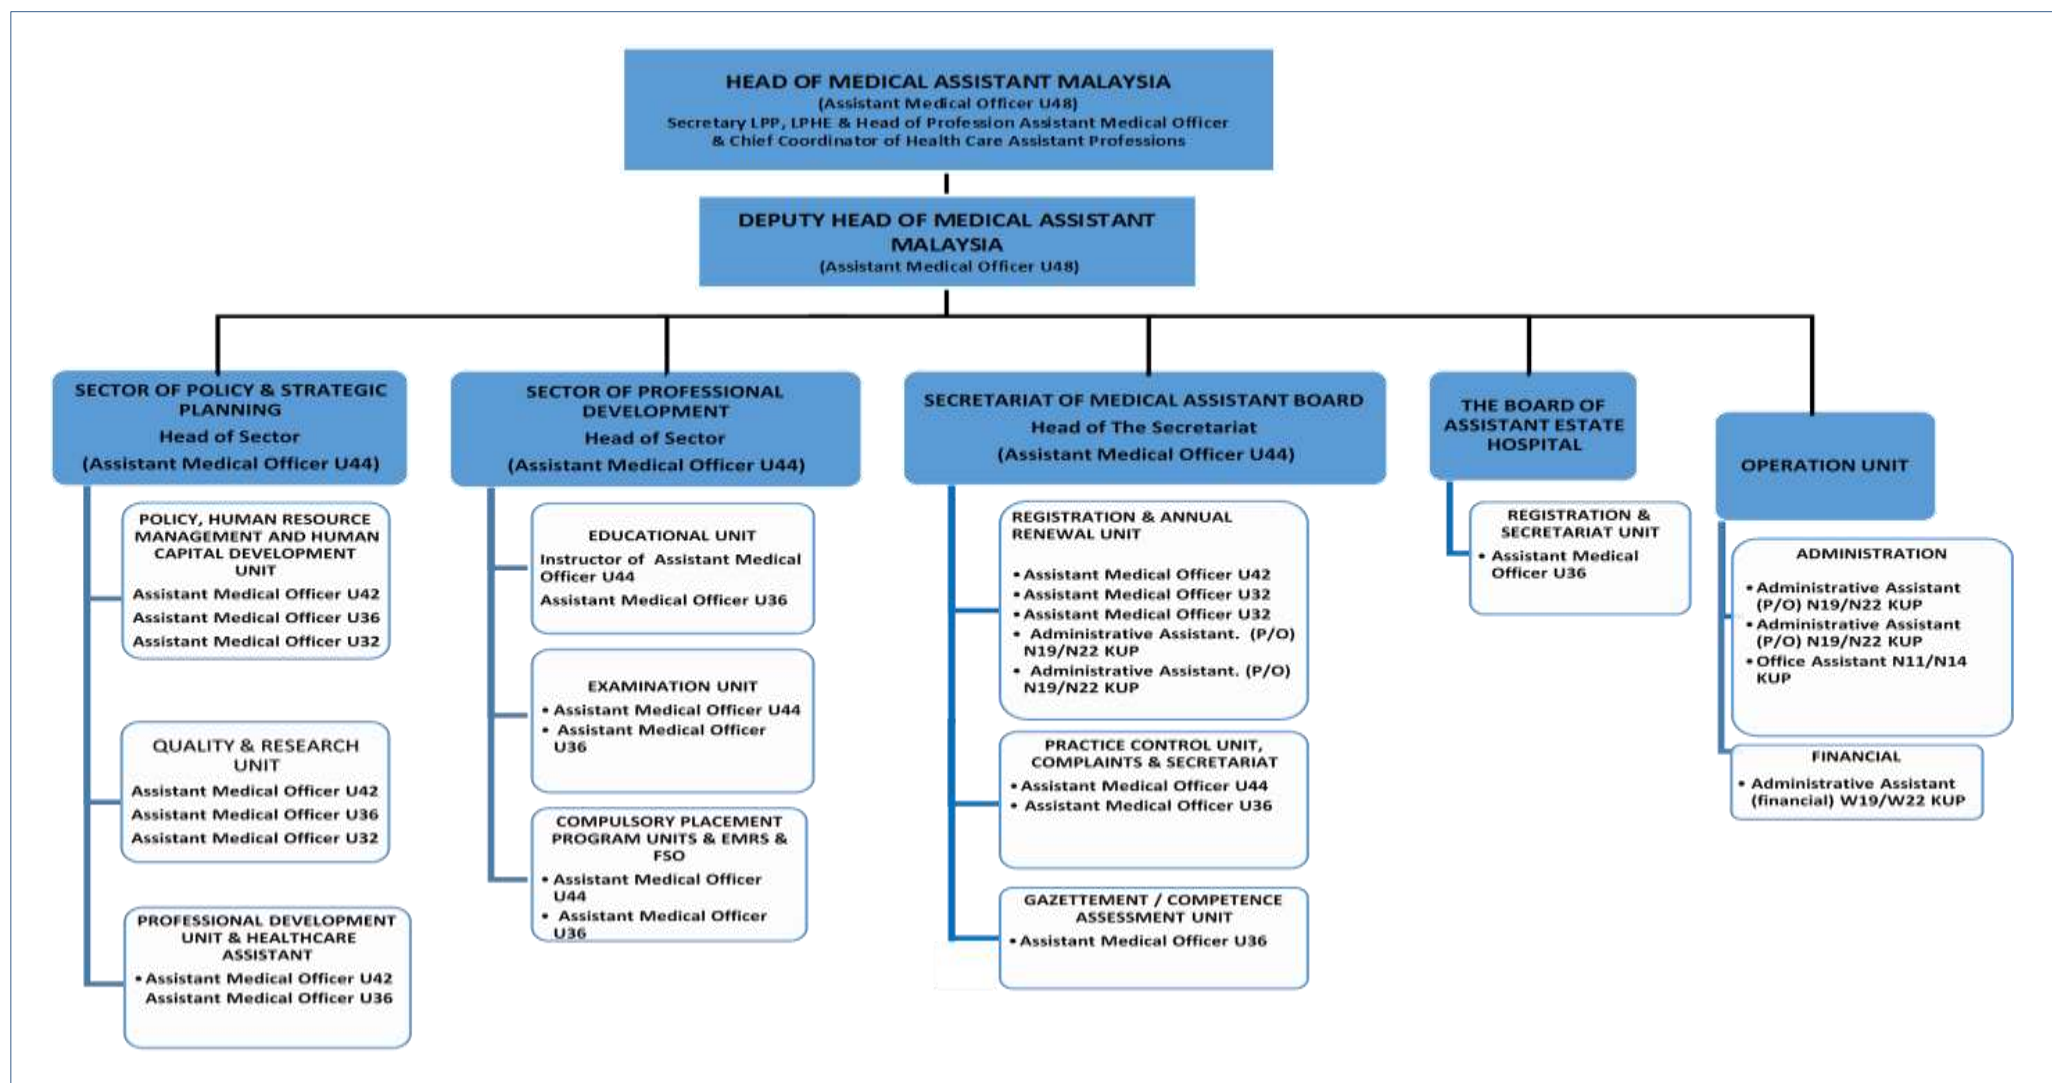 HEAD OF MEDICAL ASSISTANT MALAYSIA
(Assistant Medical Officer U48)
Secretary LPP, LPHE & Head of Profession Assistant Medical Officer
& Chief Coordinator of Health Care Assistant Professions
DEPUTY HEAD OF MEDICAL ASSISTANT
MALAYSIA
(Assistant Medical Officer U48)
SECTOR OF POLICY & STRATEGIC
PLANNING
Head of Sector
(Assistant Medical Officer U44)
POLICY, HUMAN RESOURCE
MANAGEMENT AND HUMAN
CAPITAL DEVELOPMENT
UNIT
Assistant Medical Officer U42
Assistant Medical Officer U36
Assistant Medical Officer U32
QUALITY & RESEARCH
UNIT
Assistant Medical Officer U42
Assistant Medical Officer U36
Assistant Medical Officer U32
PROFESSIONAL DEVELOPMENT
UNIT & HEALTHCARE
ASSISTANT
• Assistant Medical Officer U42
Assistant Medical Officer U36
SECTOR OF PROFESSIONAL
DEVELOPMENT
Head of Sector
(Assistant Medical Officer U44)
EDUCATIONAL UNIT
Instructor of Assistant Medical
Officer U44
Assistant Medical Officer U36
EXAMINATION UNIT
• Assistant Medical Officer U44
• Assistant Medical Officer
U36
COMPULSORY PLACEMENT
PROGRAM UNITS & EMRS &
FSO
• Assistant Medical Officer
U44
• Assistant Medical Officer
U36
SECRETARIAT OF MEDICAL ASSISTANT BOARD
Head of The Secretariat
(Assistant Medical Officer U44)
REGISTRATION & ANNUAL
RENEWAL UNIT
• Assistant Medical Officer U42
• Assistant Medical Officer U32
• Assistant Medical Officer U32
• Administrative Assistant. (P/O)
N19/N22 KUP
• Administrative Assistant. (P/O)
N19/N22 KUP
PRACTICE CONTROL UNIT,
COMPLAINTS & SECRETARIAT
• Assistant Medical Officer U44
• Assistant Medical Officer U36
GAZETTEMENT / COMPETENCE
ASSESSMENT UNIT
• Assistant Medical Officer U36
THE BOARD OF
ASSISTANT ESTATE
HOSPITAL
REGISTRATION &
SECRETARIAT UNIT
• Assistant Medical
Officer U36
OPERATION UNIT
ADMINISTRATION
• Administrative Assistant
(P/O) N19/N22 KUP
• Administrative Assistant
(P/O) N19/N22 KUP
• Office Assistant N11/N14
KUP
FINANCIAL
• Administrative Assistant
(financial) W19/W22 KUP